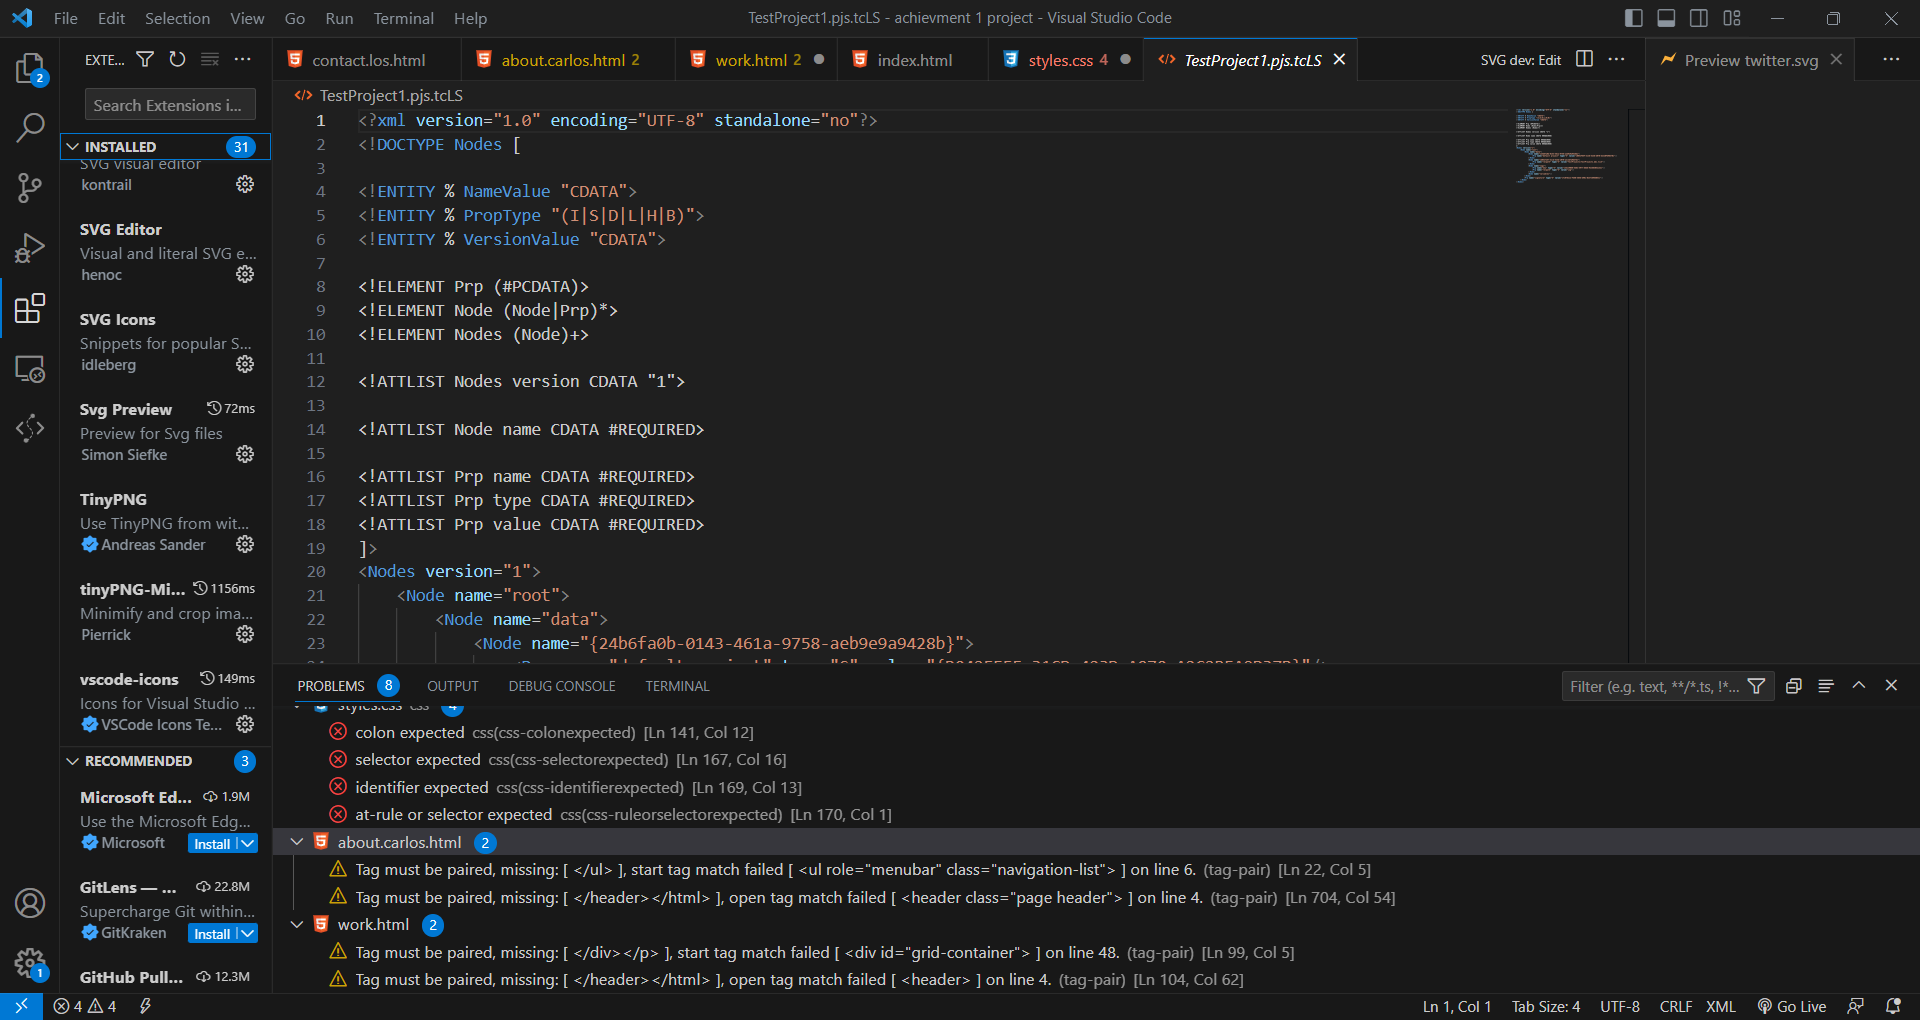 File Edit Selection View Go Run Terminal Help
TestProject1.pjs.tcLS - achievment 1 project - Visual Studio Code
2
EXTE...
Search Extensions i...
INSTALLED 31
SVG visual editor
kontrail
SVG Editor
Visual and literal SVG e...
henoc
SVG Icons
Snippets for popular S...
idleberg
Svg Preview 72ms
Preview for Svg files
Simon Siefke
TinyPNG
Use TinyPNG from wit...
Andreas Sander
tinyPNG-Mi... 1156ms
Minimify and crop ima...
Pierrick
vscode-icons 149ms
Icons for Visual Studio ...
VSCode Icons Te...
RECOMMENDED 3
Microsoft Ed... 1.9M
Use the Microsoft Edg...
Microsoft Install
GitLens — ... 22.8M
Supercharge Git within...
GitKraken Install
GitHub Pull... 12.3M
1
contact.los.html about.carlos.html 2 work.html 2 index.html styles.css 4 TestProject1.pjs.tcLS SVG dev: Edit Preview twitter.svg
TestProject1.pjs.tcLS
1 <?xml version="1.0" encoding="UTF-8" standalone="no"?>
2 <!DOCTYPE Nodes [
3
4 <!ENTITY % NameValue "CDATA">
5 <!ENTITY % PropType "(I|S|D|L|H|B)">
6 <!ENTITY % VersionValue "CDATA">
7
8 <!ELEMENT Prp (#PCDATA)>
9 <!ELEMENT Node (Node|Prp)*>
10 <!ELEMENT Nodes (Node)+>
11
12 <!ATTLIST Nodes version CDATA "1">
13
14 <!ATTLIST Node name CDATA #REQUIRED>
15
16 <!ATTLIST Prp name CDATA #REQUIRED>
17 <!ATTLIST Prp type CDATA #REQUIRED>
18 <!ATTLIST Prp value CDATA #REQUIRED>
19 ]>
20 <Nodes version="1">
21 <Node name="root">
22 <Node name="data">
23 <Node name="{24b6fa0b-0143-461a-9758-aeb9e9a9428b}">
PROBLEMS 8 OUTPUT DEBUG CONSOLE TERMINAL
Filter (e.g. text, **/*.ts, !*...
styles.css css 4
colon expected css(css-colonexpected) [Ln 141, Col 12]
selector expected css(css-selectorexpected) [Ln 167, Col 16]
identifier expected css(css-identifierexpected) [Ln 169, Col 13]
at-rule or selector expected css(css-ruleorselectorexpected) [Ln 170, Col 1]
about.carlos.html 2
Tag must be paired, missing: [ </ul> ], start tag match failed [ <ul role="menubar" class="navigation-list"> ] on line 6. (tag-pair) [Ln 22, Col 5]
Tag must be paired, missing: [ </header></html> ], open tag match failed [ <header class="page header"> ] on line 4. (tag-pair) [Ln 704, Col 54]
work.html 2
Tag must be paired, missing: [ </div></p> ], start tag match failed [ <div id="grid-container"> ] on line 48. (tag-pair) [Ln 99, Col 5]
Tag must be paired, missing: [ </header></html> ], open tag match failed [ <header> ] on line 4. (tag-pair) [Ln 104, Col 62]
4 4
Ln 1, Col 1 Tab Size: 4 UTF-8 CRLF XML Go Live